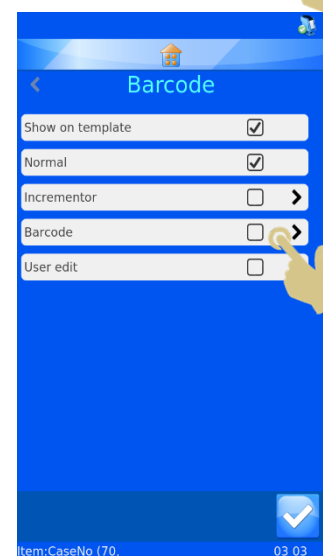 Barcode
Show on template
Normal
Incrementor
Barcode
User edit
Item:CaseNo (70, 03 03